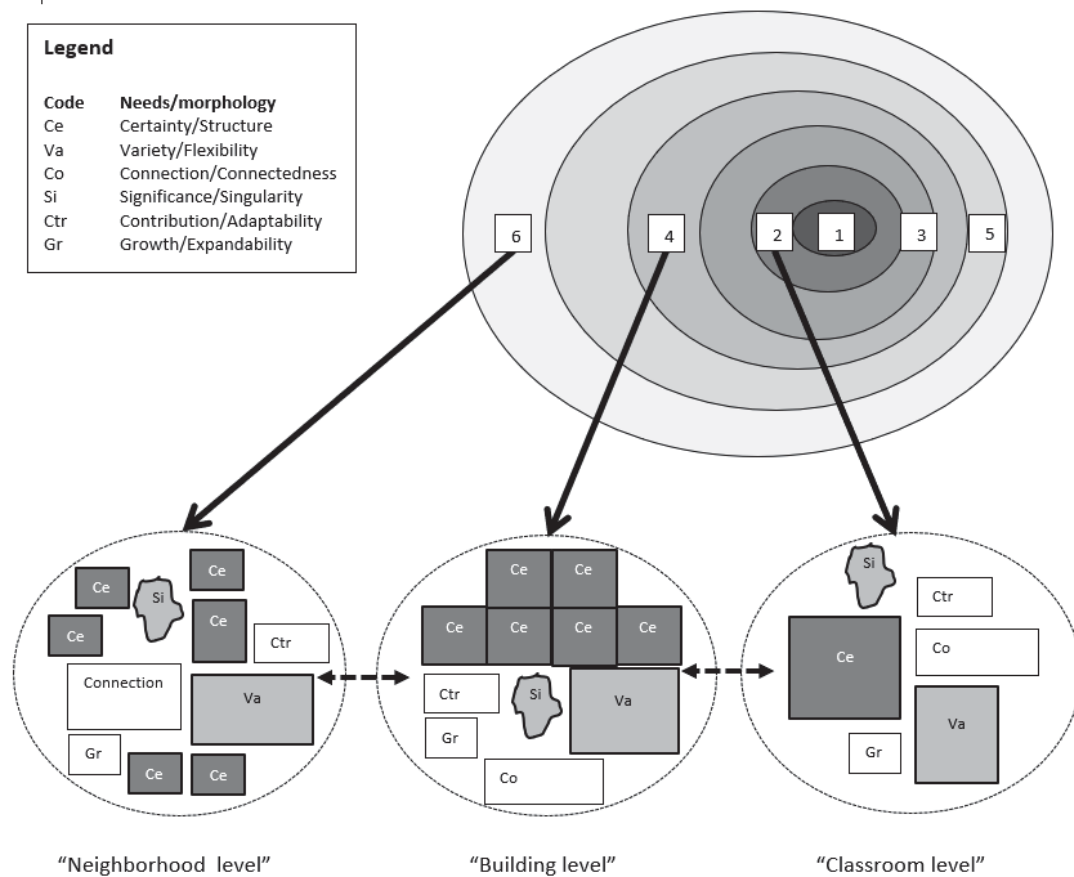 Legend
Code Needs/morphology
Ce Certainty/Structure
Va Variety/Flexibility
Co Connection/Connectedness
Si Significance/Singularity
Ctr Contribution/Adaptability
Gr Growth/Expandability
6 4 2 1 3 5
Ce
Ce
Si
Ce
Ce
Ctr
Connection
Va
Gr
Ce
Ce
Ce Ce
Ce Ce Ce Ce
Ctr
Si
Va
Gr
Co
Si
Ctr
Ce
Co
Va
Gr
“Neighborhood level” “Building level” “Classroom level”